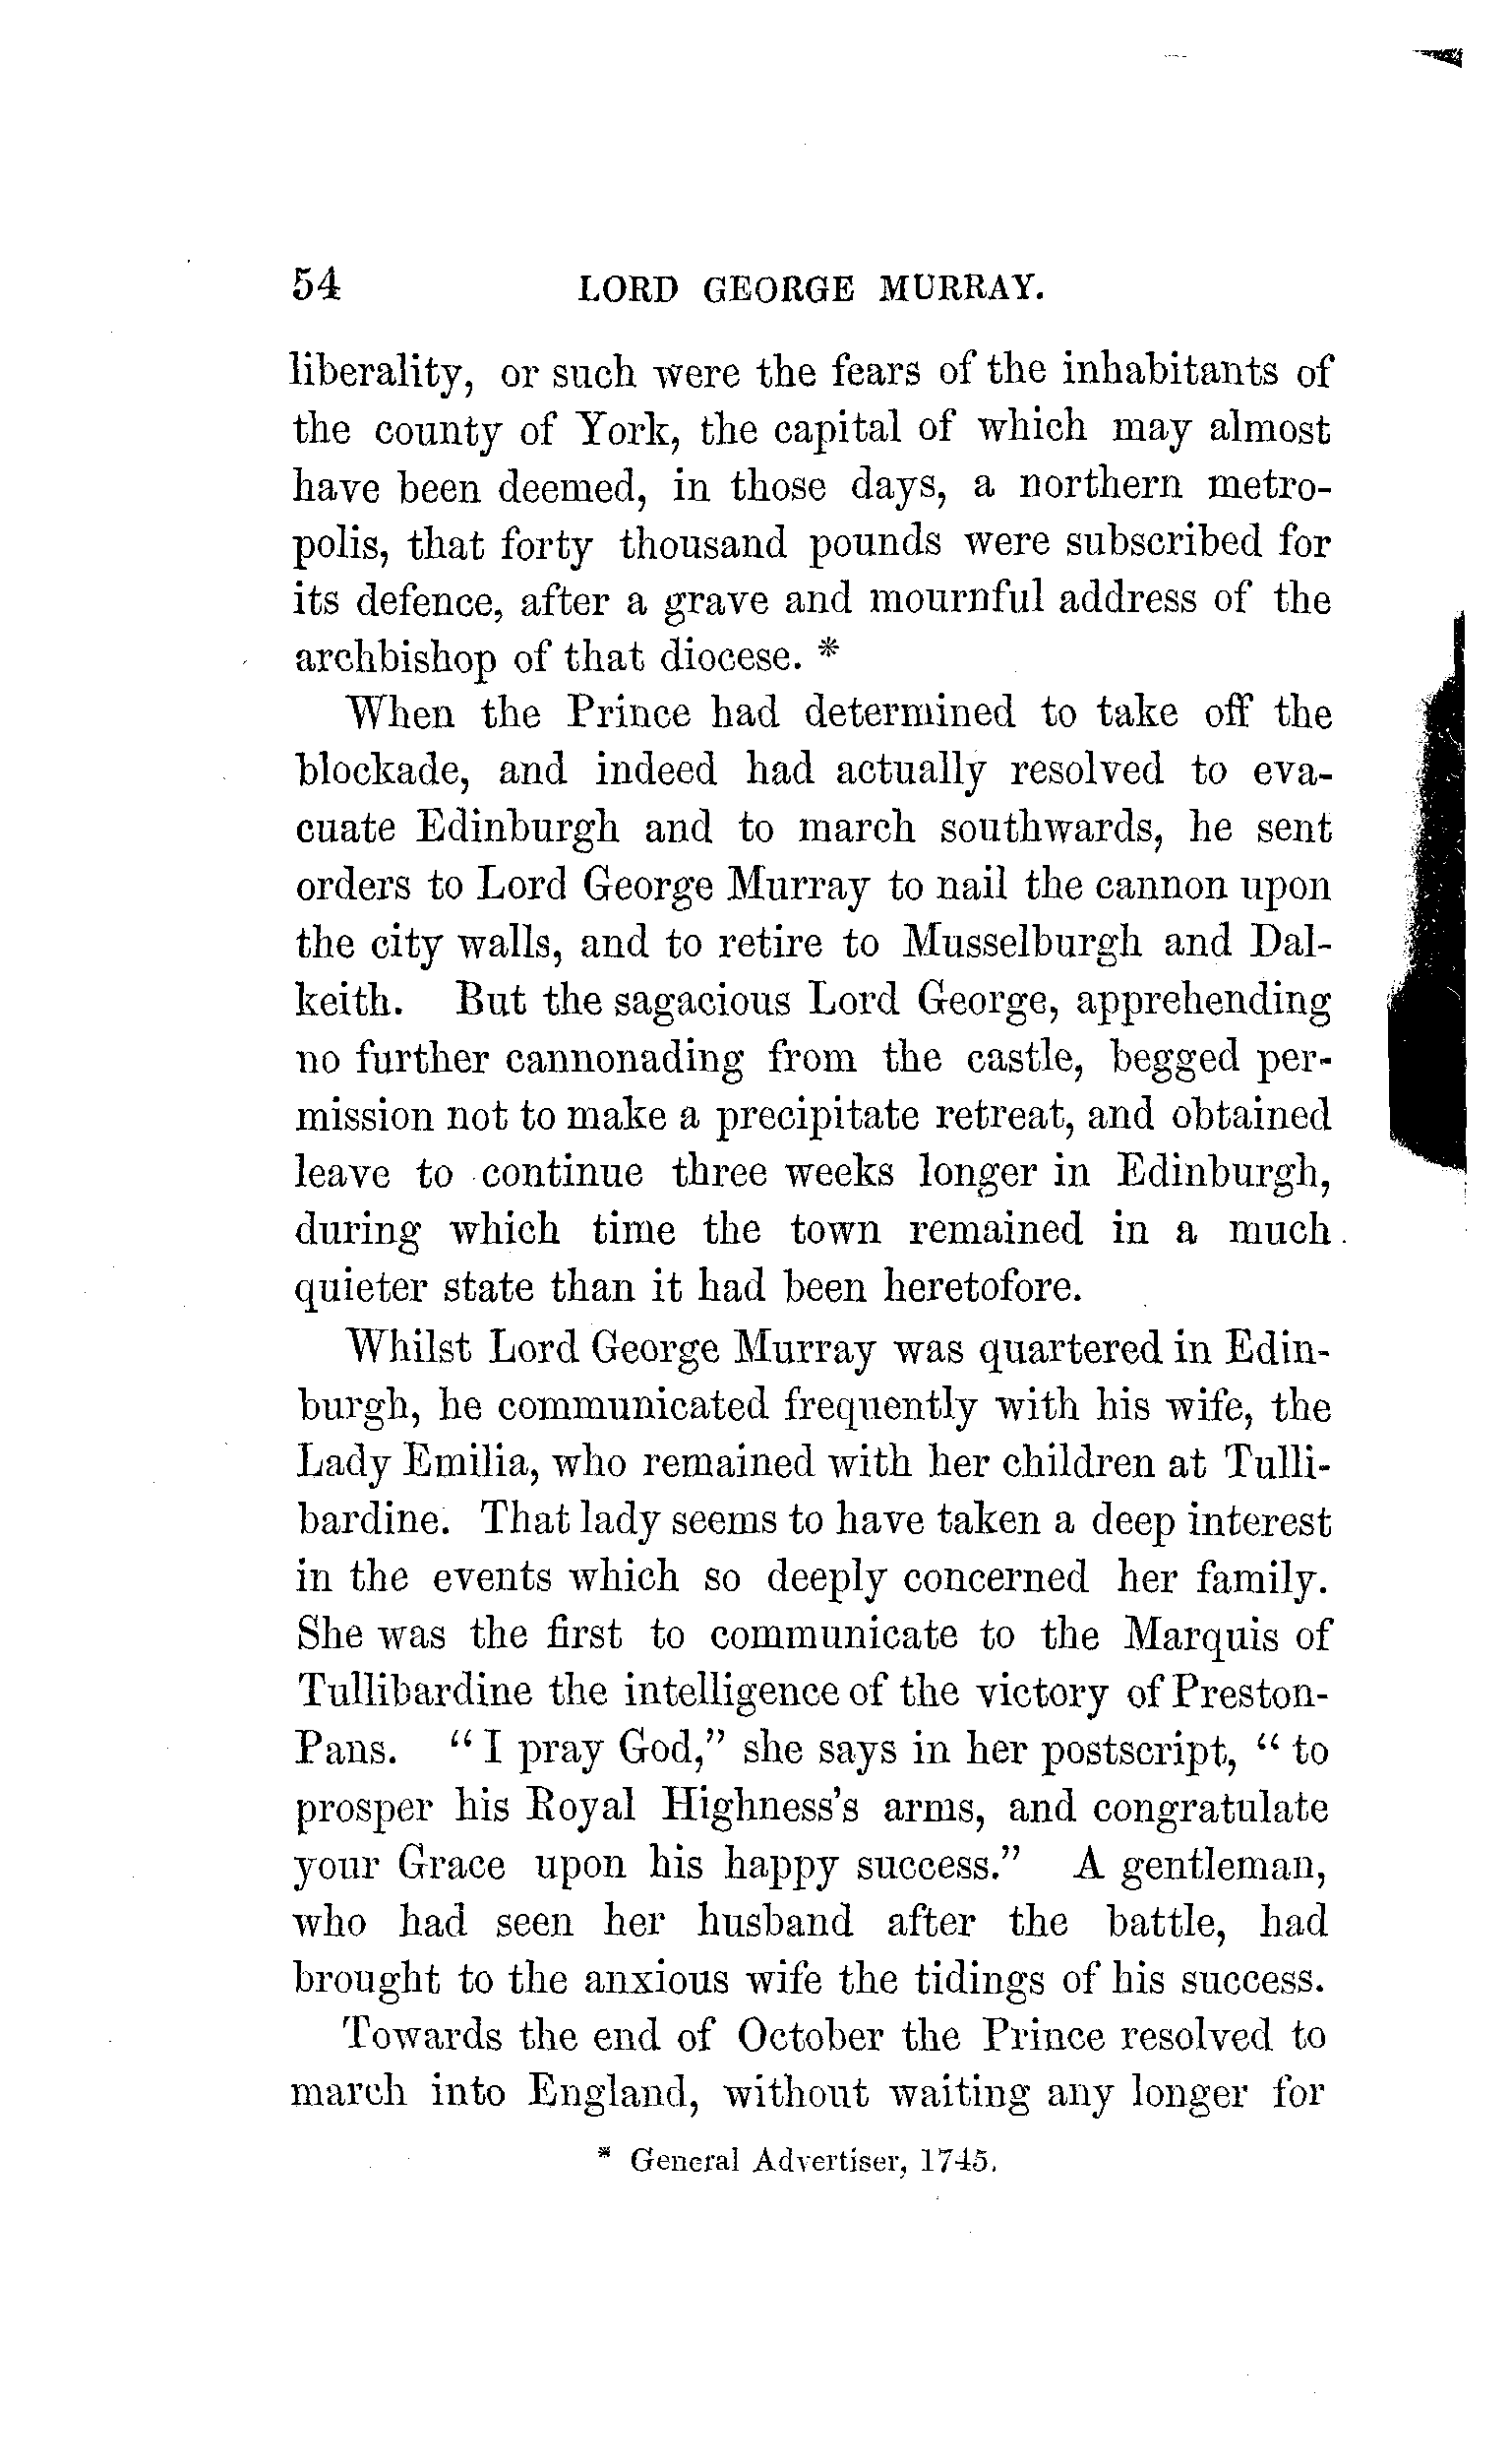 54 LORD GEORGE MURRAY.
liberality, or such were the fears of the inhabitants of
the county of York, the capital of which may almost
have been deemed, in those days, a northern metro-
polis, that forty thousand pounds were subscribed for
its defence, after a grave and mournful address of the
archbishop of that diocese. *
When the Prince had determined to take off the
blockade, and indeed had actually resolved to eva-
cuate Edinburgh and to march southwards, he sent
orders to Lord George Murray to nail the cannon upon
the city walls, and to retire to Musselburgh and Dal-
keith. But the sagacious Lord George, apprehending
no further cannonading from the castle, begged per-
mission not to make a precipitate retreat, and obtained
leave to continue three weeks longer in Edinburgh,
during which time the town remained in a much
quieter state than it had been heretofore.
Whilst Lord George Murray was quartered in Edin-
burgh, he communicated frequently with his wife, the
Lady Emilia, who remained with her children at Tulli-
bardine. That lady seems to have taken a deep interest
in the events which so deeply concerned her family.
She was the first to communicate to the Marquis of
Tullibardine the intelligence of the victory of Preston-
Pans. "I pray God," she says in her postscript, "to
prosper his Royal Highness's arms, and congratulate
your Grace upon his happy success." A gentleman,
who had seen her husband after the battle, had
brought to the anxious wife the tidings of his success.
Towards the end of October the Prince resolved to
march into England, without waiting any longer for
* General Advertiser, 1745.